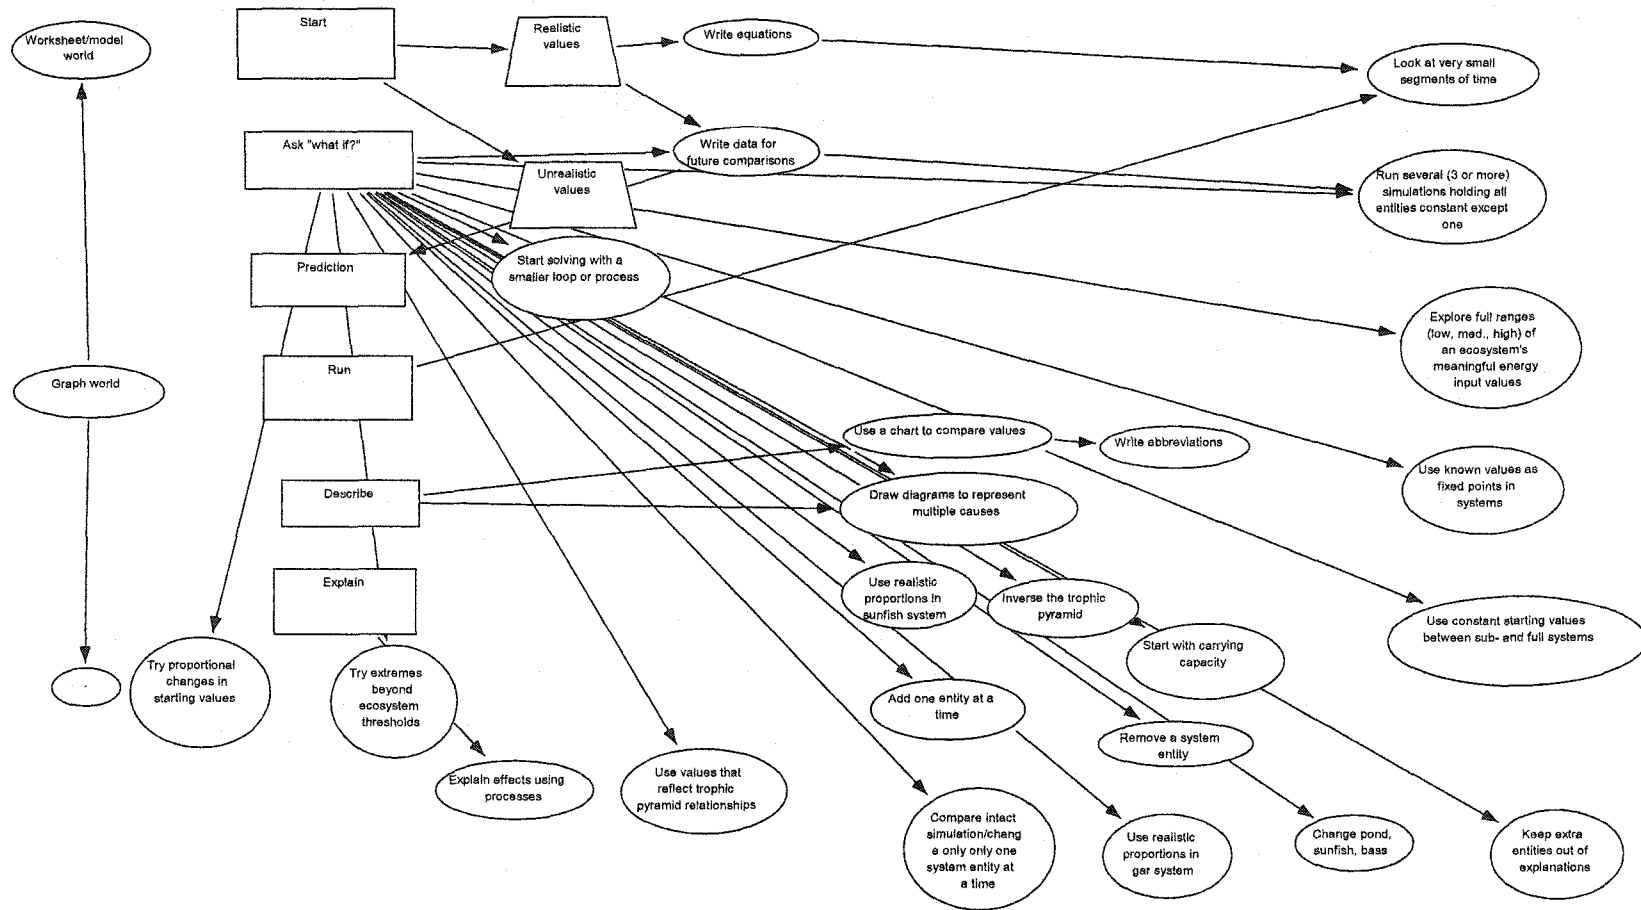 Start
Realistic
values
Write equations
Worksheet/model
world
Look at very small
segments of time
Ask "what if?"
Write data for
future comparisons
Unrealistic
values
Run several (3 or more)
simulations holding all
entities constant except
one
Prediction
Start solving with a
smaller loop or process
Explore full ranges
(low, med., high) of
an ecosystem's
meaningful energy
input values
Run
Graph world
Use a chart to compare values
Write abbreviations
Use known values as
fixed points in
systems
Describe
Draw diagrams to represent
multiple causes
Explain
Use realistic
proportions in
sunfish system
Inverse the trophic
pyramid
Use constant starting values
between sub- and full systems
Start with carrying
capacity
Try proportional
changes in
starting values
Try extremes
beyond
ecosystem
thresholds
Add one entity at a
time
Remove a system
entity
Explain effects using
processes
Use values that
reflect trophic
pyramid relationships
Compare intact
simulation/chang
e only only one
system entity at
a time
Use realistic
proportions in
gar system
Change pond,
sunfish, bass
Keep extra
entities out of
explanations